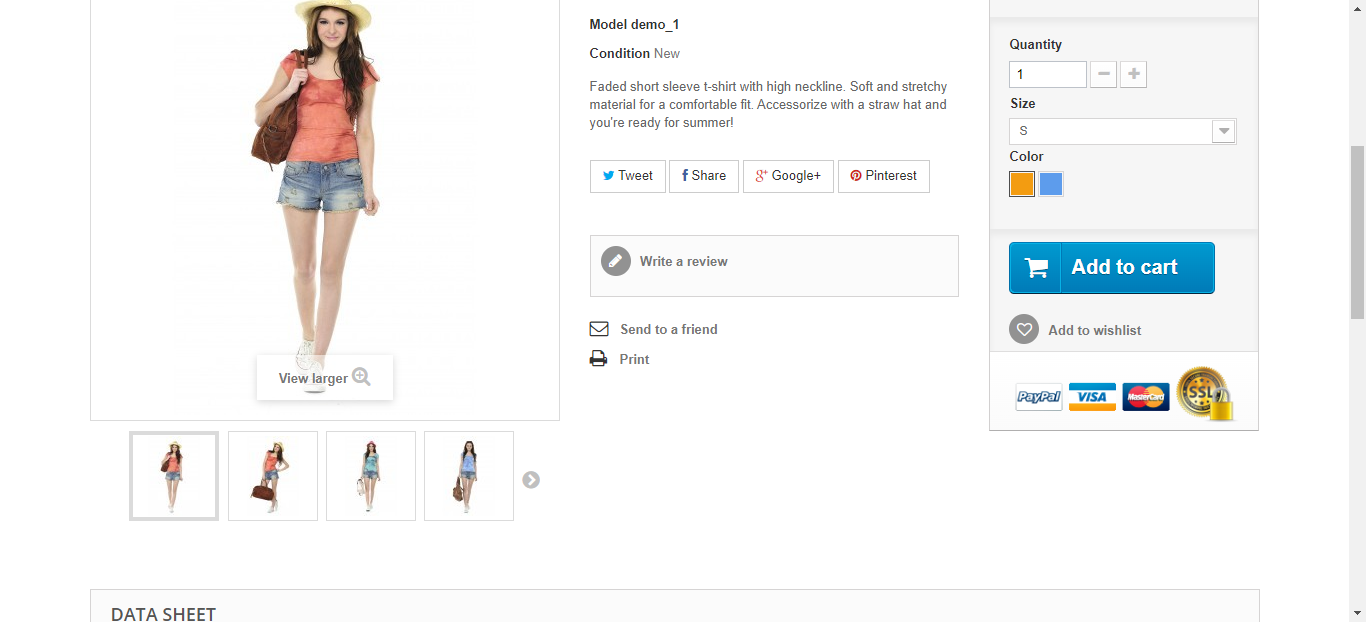 Model demo_1
Condition New
Faded short sleeve t-shirt with high neckline. Soft and stretchy
material for a comfortable fit. Accessorize with a straw hat and
you're ready for summer!
Tweet
Share
Google+
Pinterest
Write a review
Send to a friend
Print
View larger
Quantity
1
Size
S
Color
Add to cart
Add to wishlist
PayPal
VISA
MasterCard
SSL
DATA SHEET